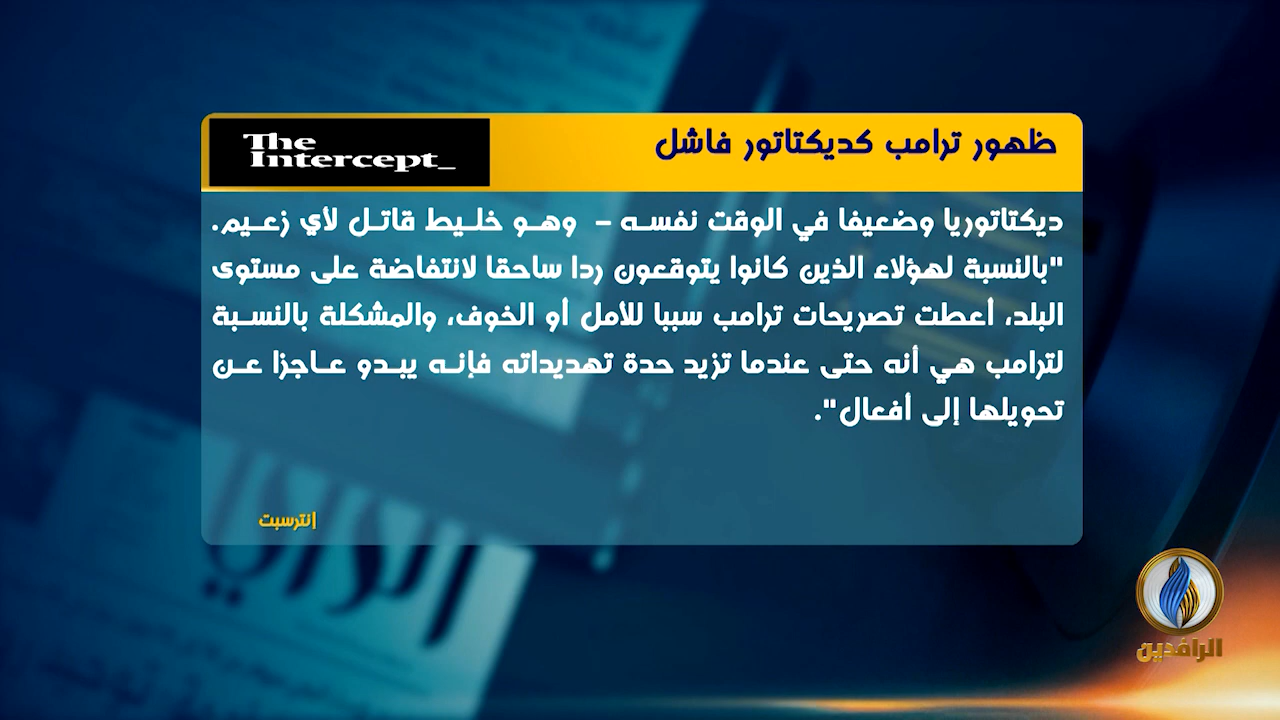 The
Intercept_
ظهور ترامب كديكتاتور فاشل
ديكتاتوريا وضعيفا في الوقت نفسه – وهو خليط قاتل لأي زعيم.
"بالنسبة لهؤلاء الذين كانوا يتوقعون ردا ساحقا لانتفاضة على مستوى
البلد، أعطت تصريحات ترامب سببا للأمل أو الخوف، والمشكلة بالنسبة
لترامب هي أنه حتى عندما تزيد حدة تهديداته فإنه يبدو عاجزا عن
تحويلها إلى أفعال".
إنترسبت
الرأي
الرافدين